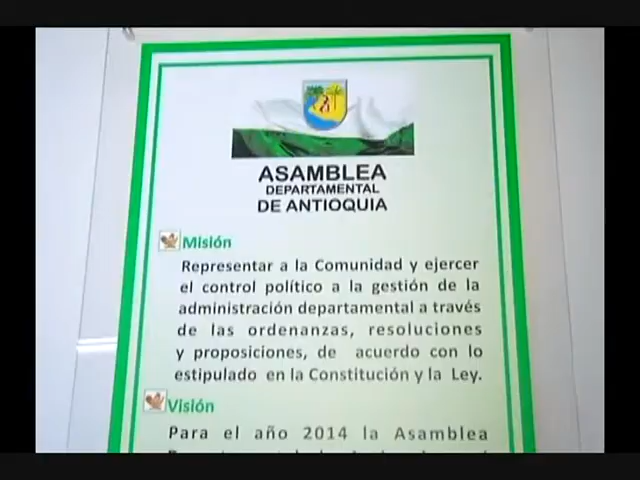 ASAMBLEA
DEPARTAMENTAL
DE ANTIOQUIA
Misión
Representar a la Comunidad y ejercer
el control político a la gestión de la
administración departamental a través
de las ordenanzas, resoluciones
y proposiciones, de acuerdo con lo
estipulado en la Constitución y la Ley.
Visión
Para el año 2014 la Asamblea